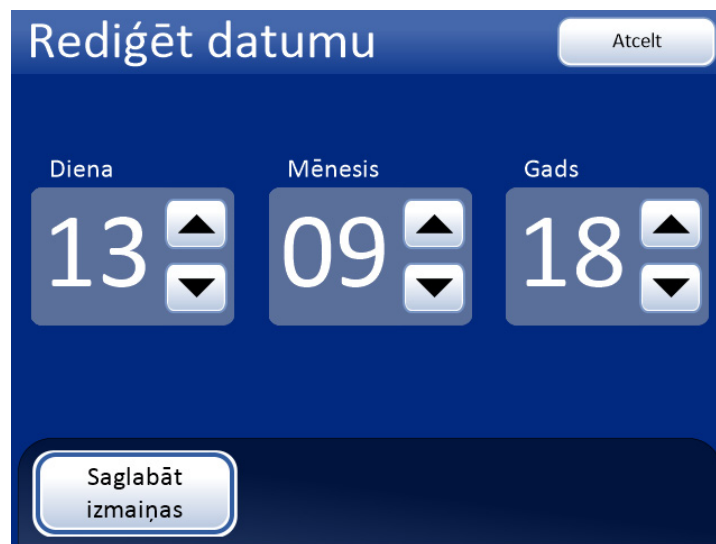 Rediģēt datumu
Atcelt
Diena
Mēnesis
Gads
13
09
18
Saglabāt
izmaiņas